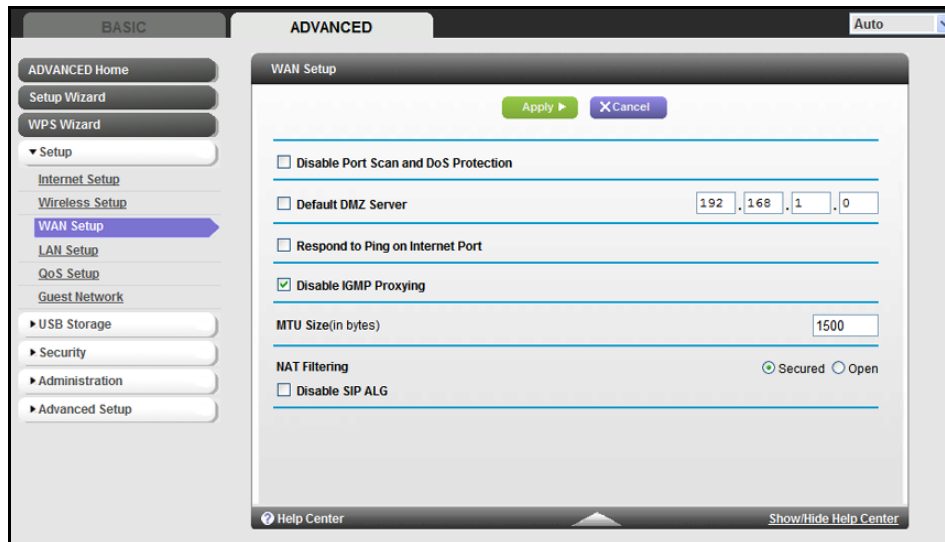 BASIC
ADVANCED
Auto
ADVANCED Home
Setup Wizard
WPS Wizard
Setup
Internet Setup
Wireless Setup
WAN Setup
LAN Setup
QoS Setup
Guest Network
USB Storage
Security
Administration
Advanced Setup
WAN Setup
Apply
Cancel
Disable Port Scan and DoS Protection
Default DMZ Server 192 . 168 . 1 . 0
Respond to Ping on Internet Port
Disable IGMP Proxying
MTU Size(in bytes) 1500
NAT Filtering Secured Open
Disable SIP ALG
Help Center Show/Hide Help Center